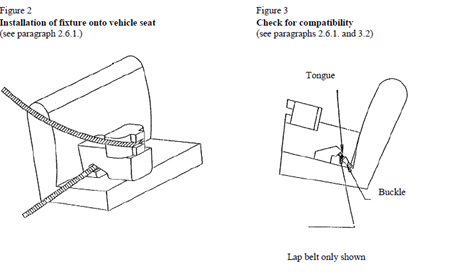 Figure 2
Installation of fixture onto vehicle seat
(see paragraph 2.6.1.)
Figure 3
Check for compatibility
(see paragraphs 2.6.1. and 3.2)
Tongue
Buckle
Lap belt only shown